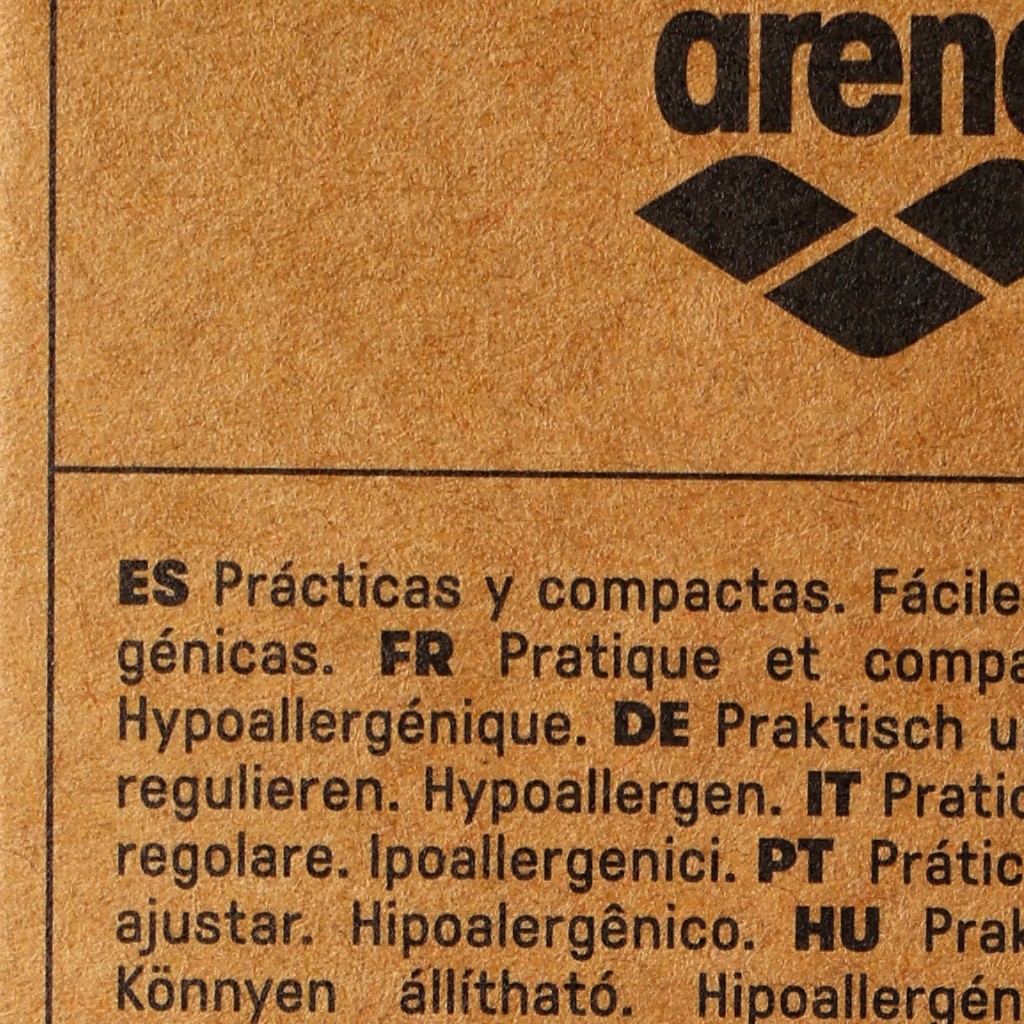 aren
ES Prácticas y compactas. Fácile
génicas. FR Pratique et compa
Hypoallergénique. DE Praktisch u
regulieren. Hypoallergen. IT Pratic
regolare. Ipoallergenici. PT Prátic
ajustar. Hipoalergênico. HU Prak
Könnyen állítható. Hipoallergén